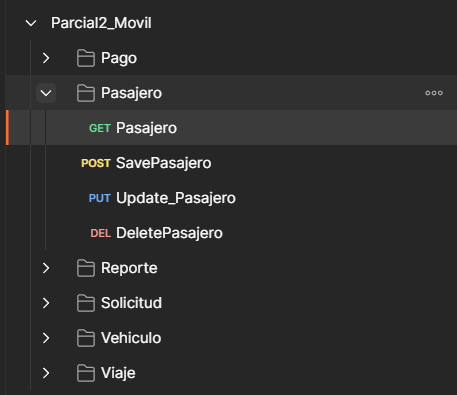 Parcial2_Movil
Pago
Pasajero
GET Pasajero
POST SavePasajero
PUT Update_Pasajero
DEL DeletePasajero
Reporte
Solicitud
Vehiculo
Viaje